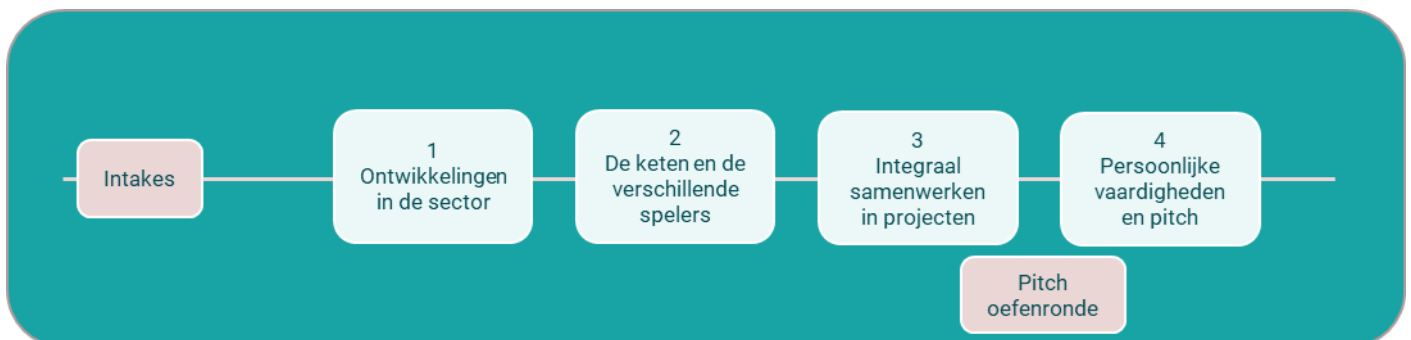 Intakes
1
Ontwikkelingen
in de sector
2
De keten en de
verschillende
spelers
3
Integraal
samenwerken
in projecten
4
Persoonlijke
vaardigheden
en pitch
Pitch
oefenronde